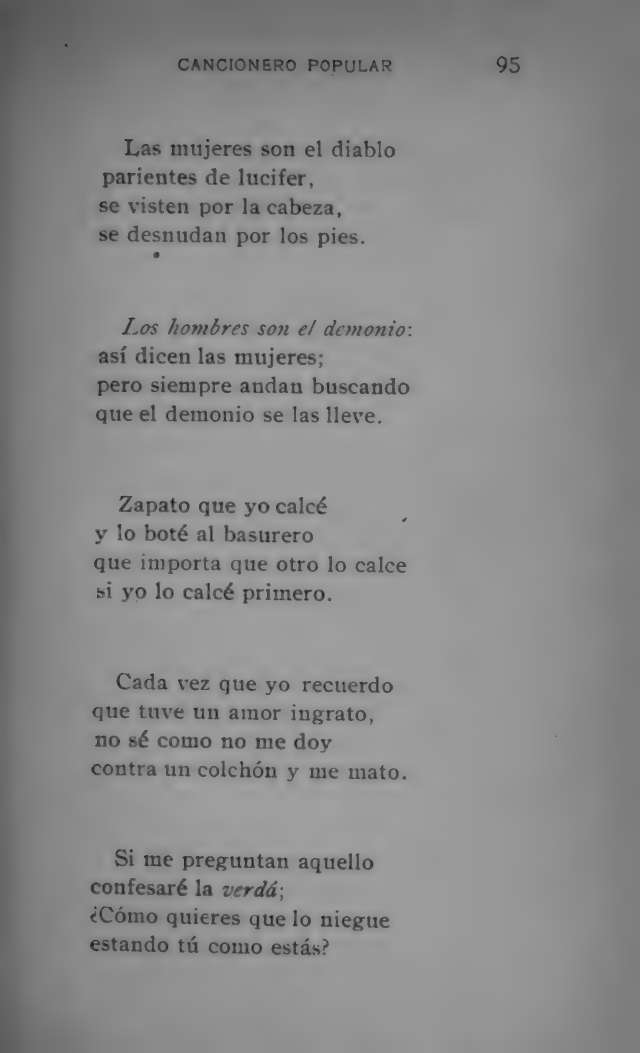 CANCIONERO POPULAR 95
Las mujeres son el diablo
parientes de lucifer,
se visten por la cabeza,
se desnudan por los pies.
Los hombres son el demonio:
así dicen las mujeres;
pero siempre andan buscando
que el demonio se las lleve.
Zapato que yo calcé
y lo boté al basurero
que importa que otro lo calce
si yo lo calcé primero.
Cada vez que yo recuerdo
que tuve un amor ingrato,
no sé como no me doy
contra un colchón y me mato.
Si me preguntan aquello
confesaré la verdá;
¿Cómo quieres que lo niegue
estando tú como estás?